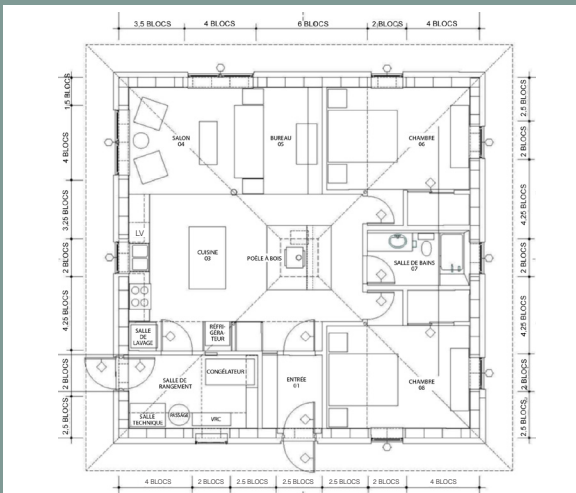 3,5 BLOCS
4 BLOCS
6 BLOCS
2 BLOCS
4 BLOCS
1,5 BLOCS
4 BLOCS
3,25 BLOCS
2 BLOCS
4,25 BLOCS
2 BLOCS
2.5 BLOCS
SALON
04
BUREAU
05
CHAMBRE
06
LV
CUISINE
03
POÊLE À BOIS
SALLE DE BAINS
07
SALLE
DE
LAVAGE
RÉFRI-
GÉRA-
TEUR
CONGÉLATEUR
SALLE DE
RANGEMENT
ENTRÉE
01
CHAMBRE
08
SALLE
TECHNIQUE
PASSAGE
VRC
2,5 BLOCS
2 BLOCS
4,25 BLOCS
2 BLOCS
4,25 BLOCS
2 BLOCS
2.5 BLOCS
4 BLOCS
2 BLOCS
2.5 BLOCS
2.5 BLOCS
2.5 BLOCS
2 BLOCS
4 BLOCS